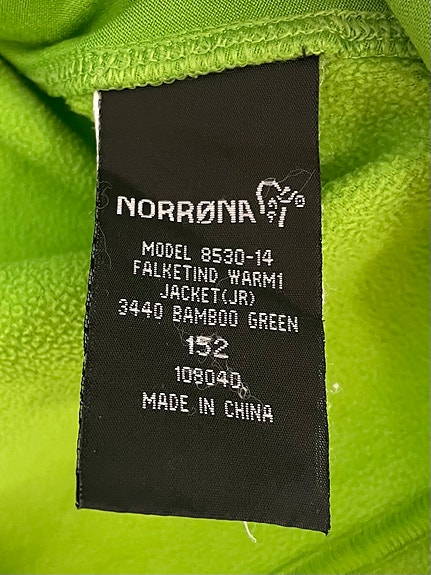 NORRØNA
MODEL 8530-14
FALKETIND WARM1
JACKET(JR)
3440 BAMBOO GREEN
152
108040
MADE IN CHINA